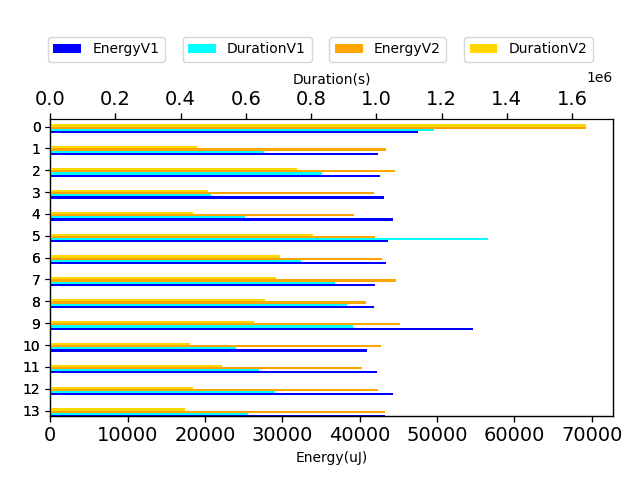 EnergyV1 DurationV1 EnergyV2 DurationV2
Duration(s)
1e6
0.0 0.2 0.4 0.6 0.8 1.0 1.2 1.4 1.6
0
1
2
3
4
5
6
7
8
9
10
11
12
13
0 10000 20000 30000 40000 50000 60000 70000
Energy(uJ)